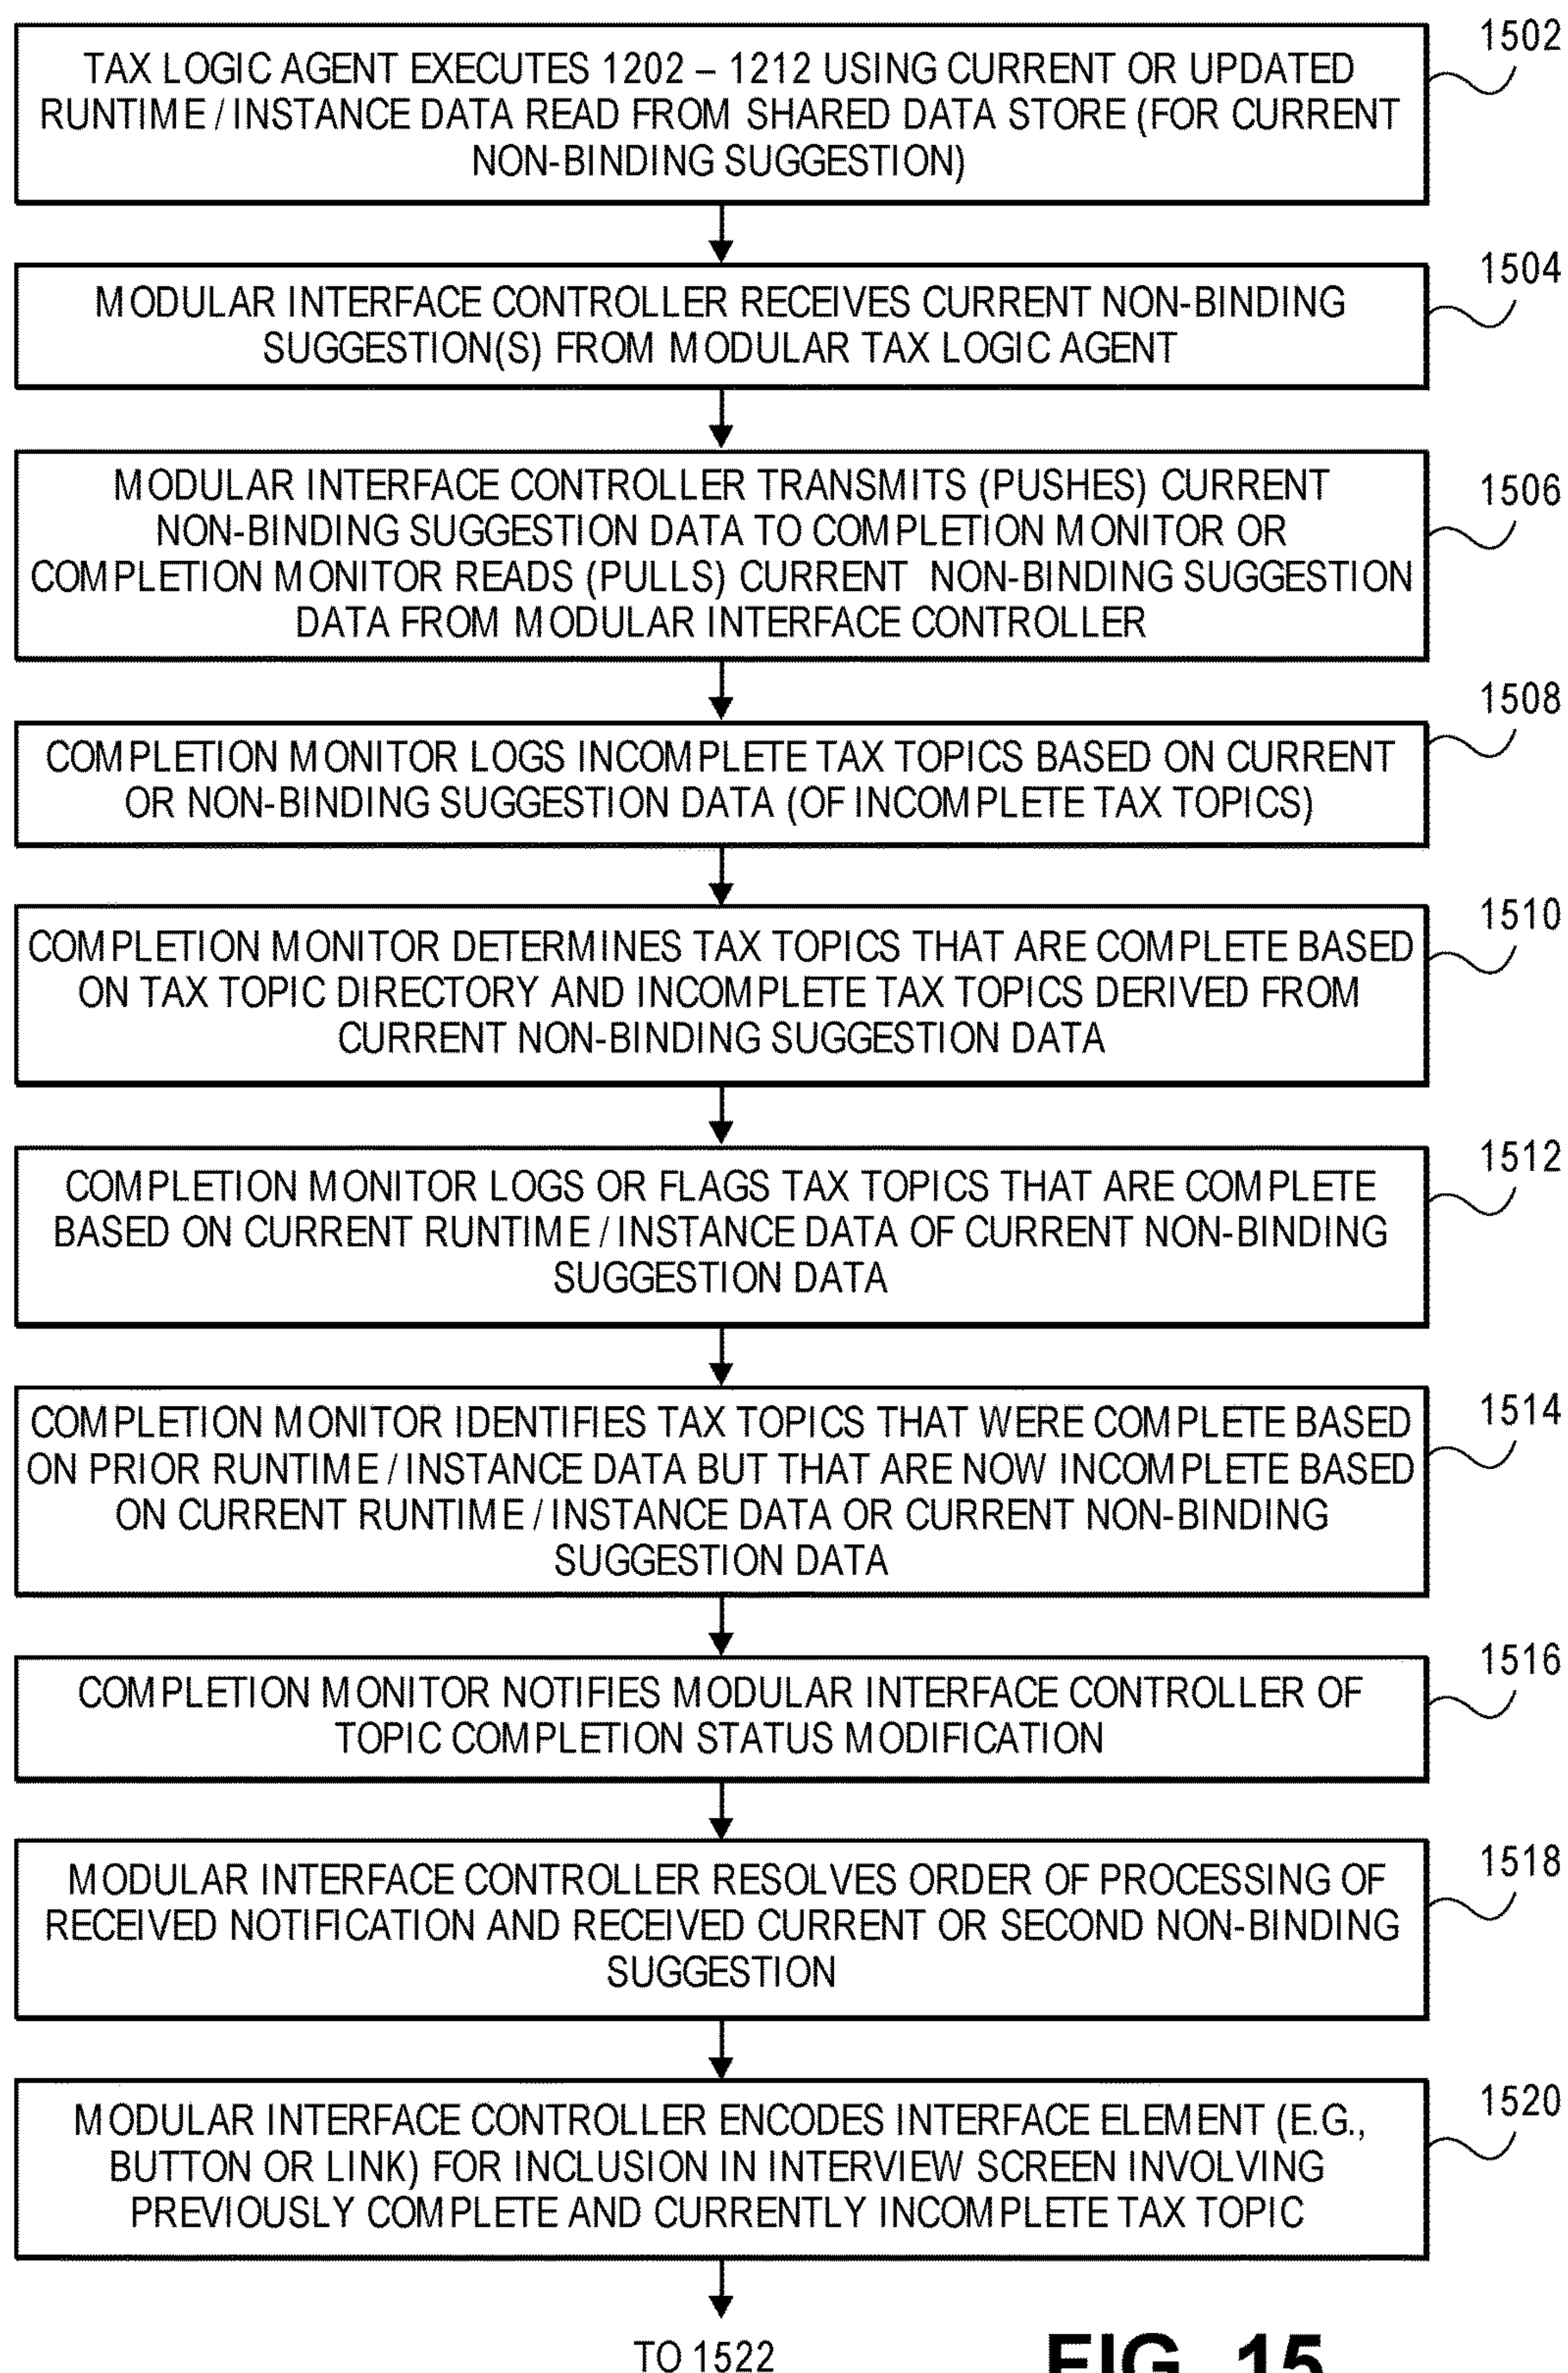 1502
TAX LOGIC AGENT EXECUTES 1202 – 1212 USING CURRENT OR UPDATED
RUNTIME / INSTANCE DATA READ FROM SHARED DATA STORE (FOR CURRENT
NON-BINDING SUGGESTION)
1504
MODULAR INTERFACE CONTROLLER RECEIVES CURRENT NON-BINDING
SUGGESTION(S) FROM MODULAR TAX LOGIC AGENT
1506
MODULAR INTERFACE CONTROLLER TRANSMITS (PUSHES) CURRENT
NON-BINDING SUGGESTION DATA TO COMPLETION MONITOR OR
COMPLETION MONITOR READS (PULLS) CURRENT NON-BINDING SUGGESTION
DATA FROM MODULAR INTERFACE CONTROLLER
1508
COMPLETION MONITOR LOGS INCOMPLETE TAX TOPICS BASED ON CURRENT
OR NON-BINDING SUGGESTION DATA (OF INCOMPLETE TAX TOPICS)
1510
COMPLETION MONITOR DETERMINES TAX TOPICS THAT ARE COMPLETE BASED
ON TAX TOPIC DIRECTORY AND INCOMPLETE TAX TOPICS DERIVED FROM
CURRENT NON-BINDING SUGGESTION DATA
1512
COMPLETION MONITOR LOGS OR FLAGS TAX TOPICS THAT ARE COMPLETE
BASED ON CURRENT RUNTIME / INSTANCE DATA OF CURRENT NON-BINDING
SUGGESTION DATA
1514
COMPLETION MONITOR IDENTIFIES TAX TOPICS THAT WERE COMPLETE BASED
ON PRIOR RUNTIME / INSTANCE DATA BUT THAT ARE NOW INCOMPLETE BASED
ON CURRENT RUNTIME / INSTANCE DATA OR CURRENT NON-BINDING
SUGGESTION DATA
1516
COMPLETION MONITOR NOTIFIES MODULAR INTERFACE CONTROLLER OF
TOPIC COMPLETION STATUS MODIFICATION
1518
MODULAR INTERFACE CONTROLLER RESOLVES ORDER OF PROCESSING OF
RECEIVED NOTIFICATION AND RECEIVED CURRENT OR SECOND NON-BINDING
SUGGESTION
1520
MODULAR INTERFACE CONTROLLER ENCODES INTERFACE ELEMENT (E.G.,
BUTTON OR LINK) FOR INCLUSION IN INTERVIEW SCREEN INVOLVING
PREVIOUSLY COMPLETE AND CURRENTLY INCOMPLETE TAX TOPIC
TO 1522
FIG. 15